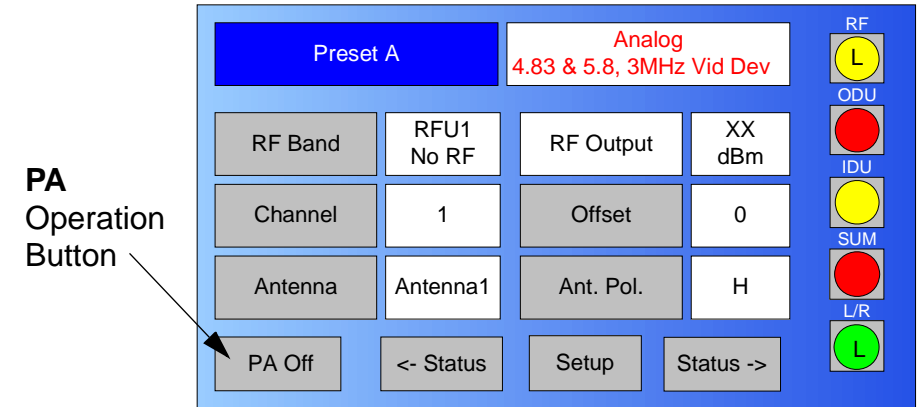 PA
Operation
Button
Preset A
Analog
4.83 & 5.8, 3MHz Vid Dev
RF
L
ODU
RF Band
RFU1
No RF
RF Output
XX
dBm
IDU
Channel
1
Offset
0
SUM
Antenna
Antenna1
Ant. Pol.
H
L/R
L
PA Off
<- Status
Setup
Status ->